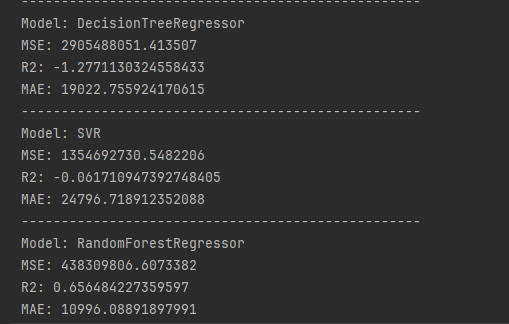 --------------------------------------------------
Model: DecisionTreeRegressor
MSE: 2905488051.413507
R2: -1.2771130324558433
MAE: 19022.755924170615
--------------------------------------------------
Model: SVR
MSE: 1354692730.5482206
R2: -0.061710947392748405
MAE: 24796.718912352088
--------------------------------------------------
Model: RandomForestRegressor
MSE: 438309806.6073382
R2: 0.656484227359597
MAE: 10996.08891897991